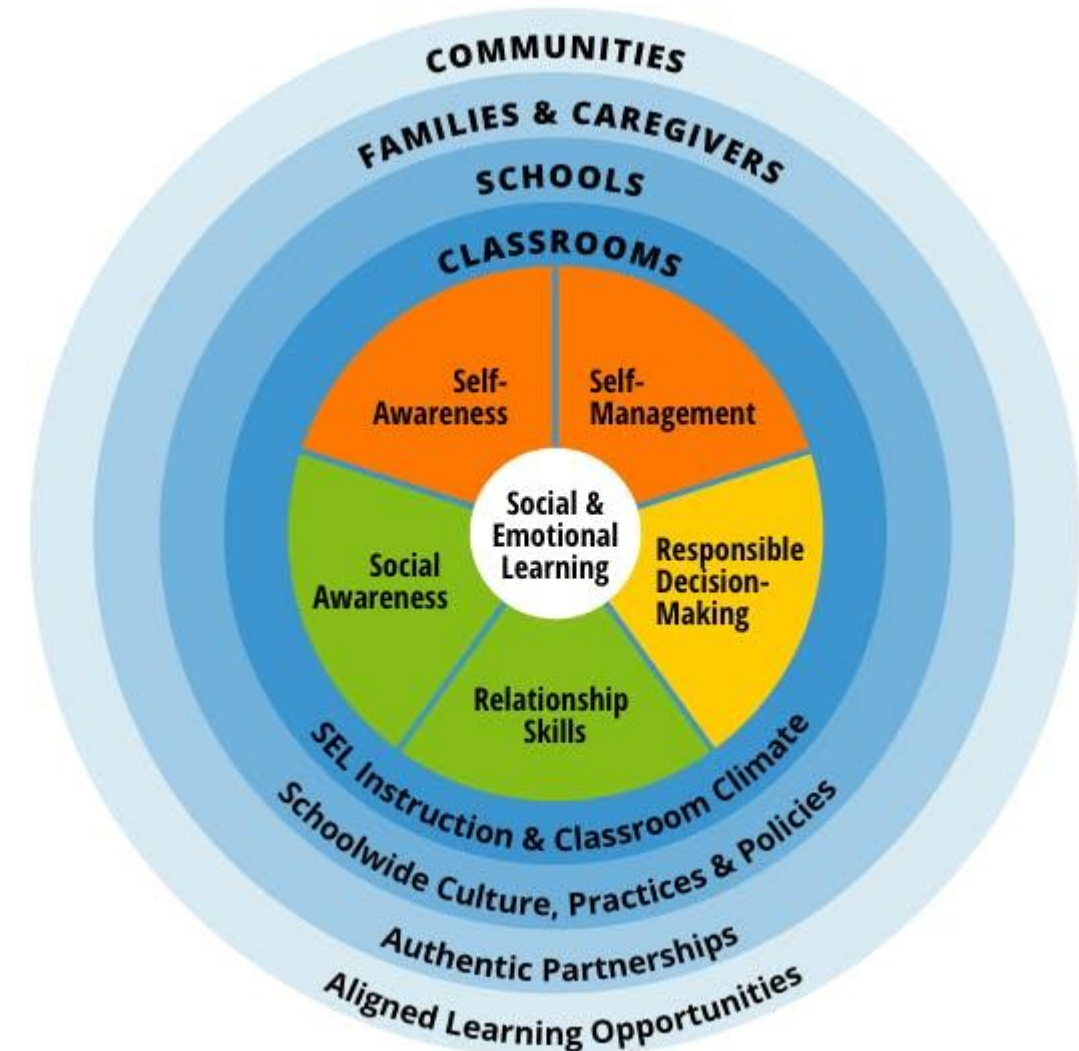 COMMUNITIES
FAMILIES & CAREGIVERS
SCHOOLS
CLASSROOMS
Self-
Awareness
Self-
Management
Social &
Emotional
Learning
Social
Awareness
Responsible
Decision-
Making
Relationship
Skills
SEL Instruction & Classroom Climate
Schoolwide Culture, Practices & Policies
Authentic Partnerships
Aligned Learning Opportunities